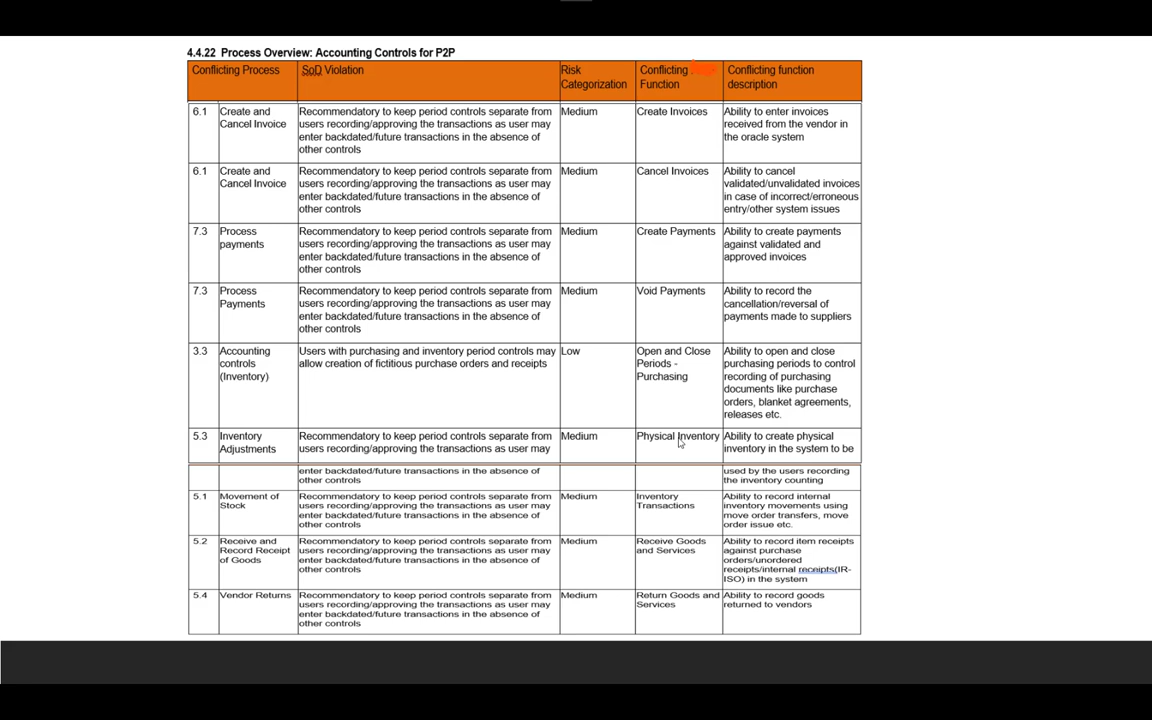 4.4.22 Process Overview: Accounting Controls for P2P
Conflicting Process SoD Violation Risk Categorization Conflicting Function Conflicting function description
6.1 Create and Cancel Invoice Recommendatory to keep period controls separate from users recording/approving the transactions as user may enter backdated/future transactions in the absence of other controls Medium Create Invoices Ability to enter invoices received from the vendor in the oracle system
6.1 Create and Cancel Invoice Recommendatory to keep period controls separate from users recording/approving the transactions as user may enter backdated/future transactions in the absence of other controls Medium Cancel Invoices Ability to cancel validated/unvalidated invoices in case of incorrect/erroneous entry/other system issues
7.3 Process payments Recommendatory to keep period controls separate from users recording/approving the transactions as user may enter backdated/future transactions in the absence of other controls Medium Create Payments Ability to create payments against validated and approved invoices
7.3 Process Payments Recommendatory to keep period controls separate from users recording/approving the transactions as user may enter backdated/future transactions in the absence of other controls Medium Void Payments Ability to record the cancellation/reversal of payments made to suppliers
3.3 Accounting controls (Inventory) Users with purchasing and inventory period controls may allow creation of fictitious purchase orders and receipts Low Open and Close Periods - Purchasing Ability to open and close purchasing periods to control recording of purchasing documents like purchase orders, blanket agreements, releases etc.
5.3 Inventory Adjustments Recommendatory to keep period controls separate from users recording/approving the transactions as user may Medium Physical Inventory Ability to create physical inventory in the system to be
enter backdated/future transactions in the absence of other controls used by the users recording the inventory counting
5.1 Movement of Stock Recommendatory to keep period controls separate from users recording/approving the transactions as user may enter backdated/future transactions in the absence of other controls Medium Inventory Transactions Ability to record internal inventory movements using move order transfers, move order issue etc.
5.2 Receive and Record Receipt of Goods Recommendatory to keep period controls separate from users recording/approving the transactions as user may enter backdated/future transactions in the absence of other controls Medium Receive Goods and Services Ability to record item receipts against purchase orders/unordered receipts/internal receipts(IR-ISO) in the system
5.4 Vendor Returns Recommendatory to keep period controls separate from users recording/approving the transactions as user may enter backdated/future transactions in the absence of other controls Medium Return Goods and Services Ability to record goods returned to vendors